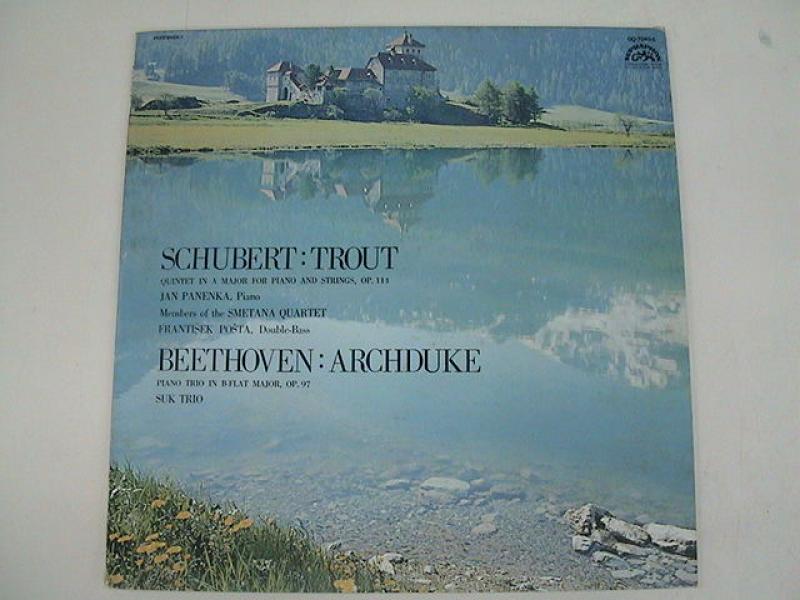 SUPRAPHON
SCHUBERT : TROUT
QUINTET IN A MAJOR FOR PIANO AND STRINGS, OP. 114
JAN PANENKA, Piano
Members of the SMETANA QUARTET
FRANTIŠEK POŠTA, Double-Bass
BEETHOVEN : ARCHDUKE
PIANO TRIO IN B-FLAT MAJOR, OP. 97
SUK TRIO